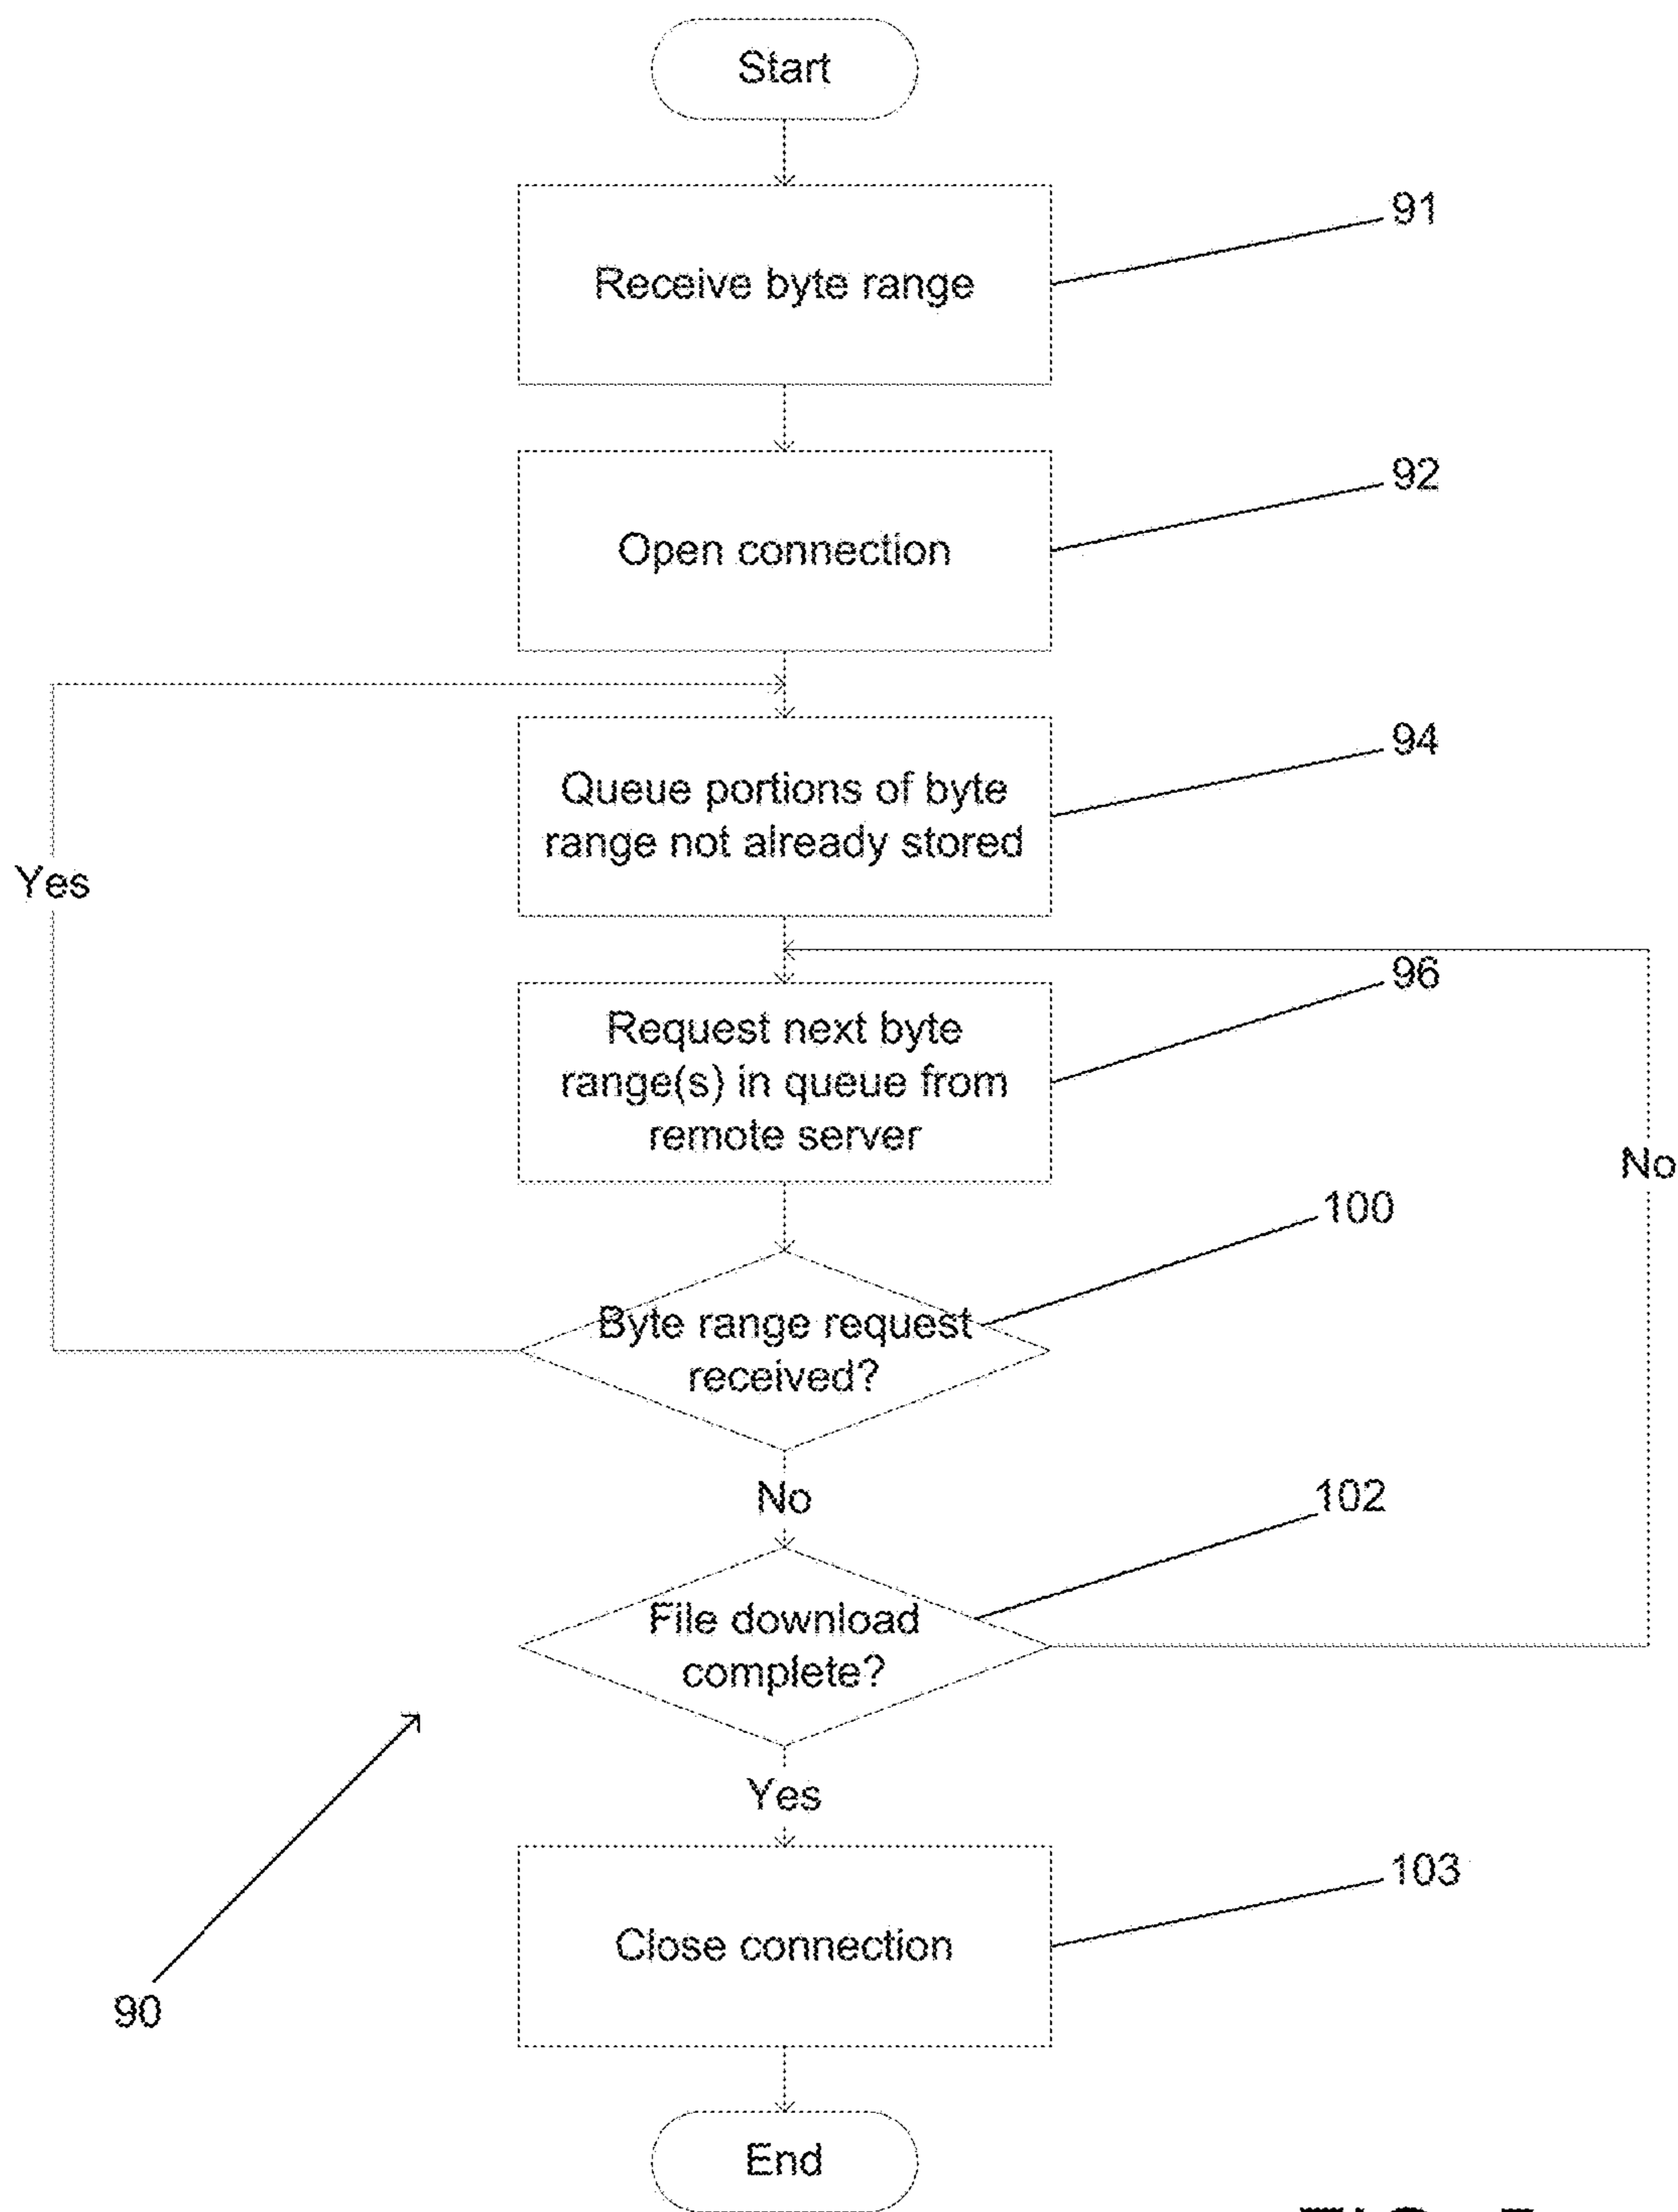 Start
91
Receive byte range
92
Open connection
94
Queue portions of byte
range not already stored
Yes
96
Request next byte
range(s) in queue from
remote server
No
100
Byte range request
received?
No
102
File download
complete?
Yes
103
Close connection
90
End